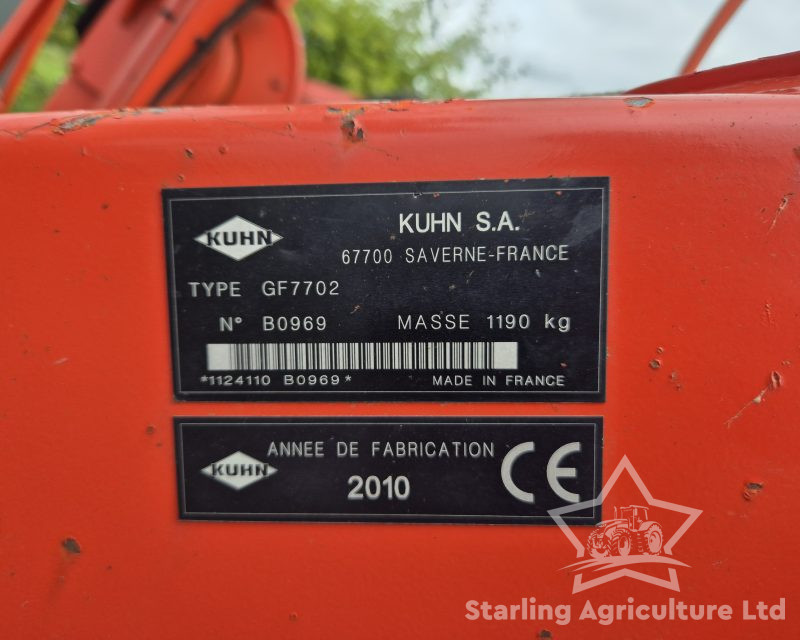 KUHN
KUHN S.A.
67700 SAVERNE-FRANCE
TYPE GF7702
N° B0969 MASSE 1190 kg
*1124110 B0969*
MADE IN FRANCE
KUHN
ANNEE DE FABRICATION
2010
CE
Starling Agriculture Ltd